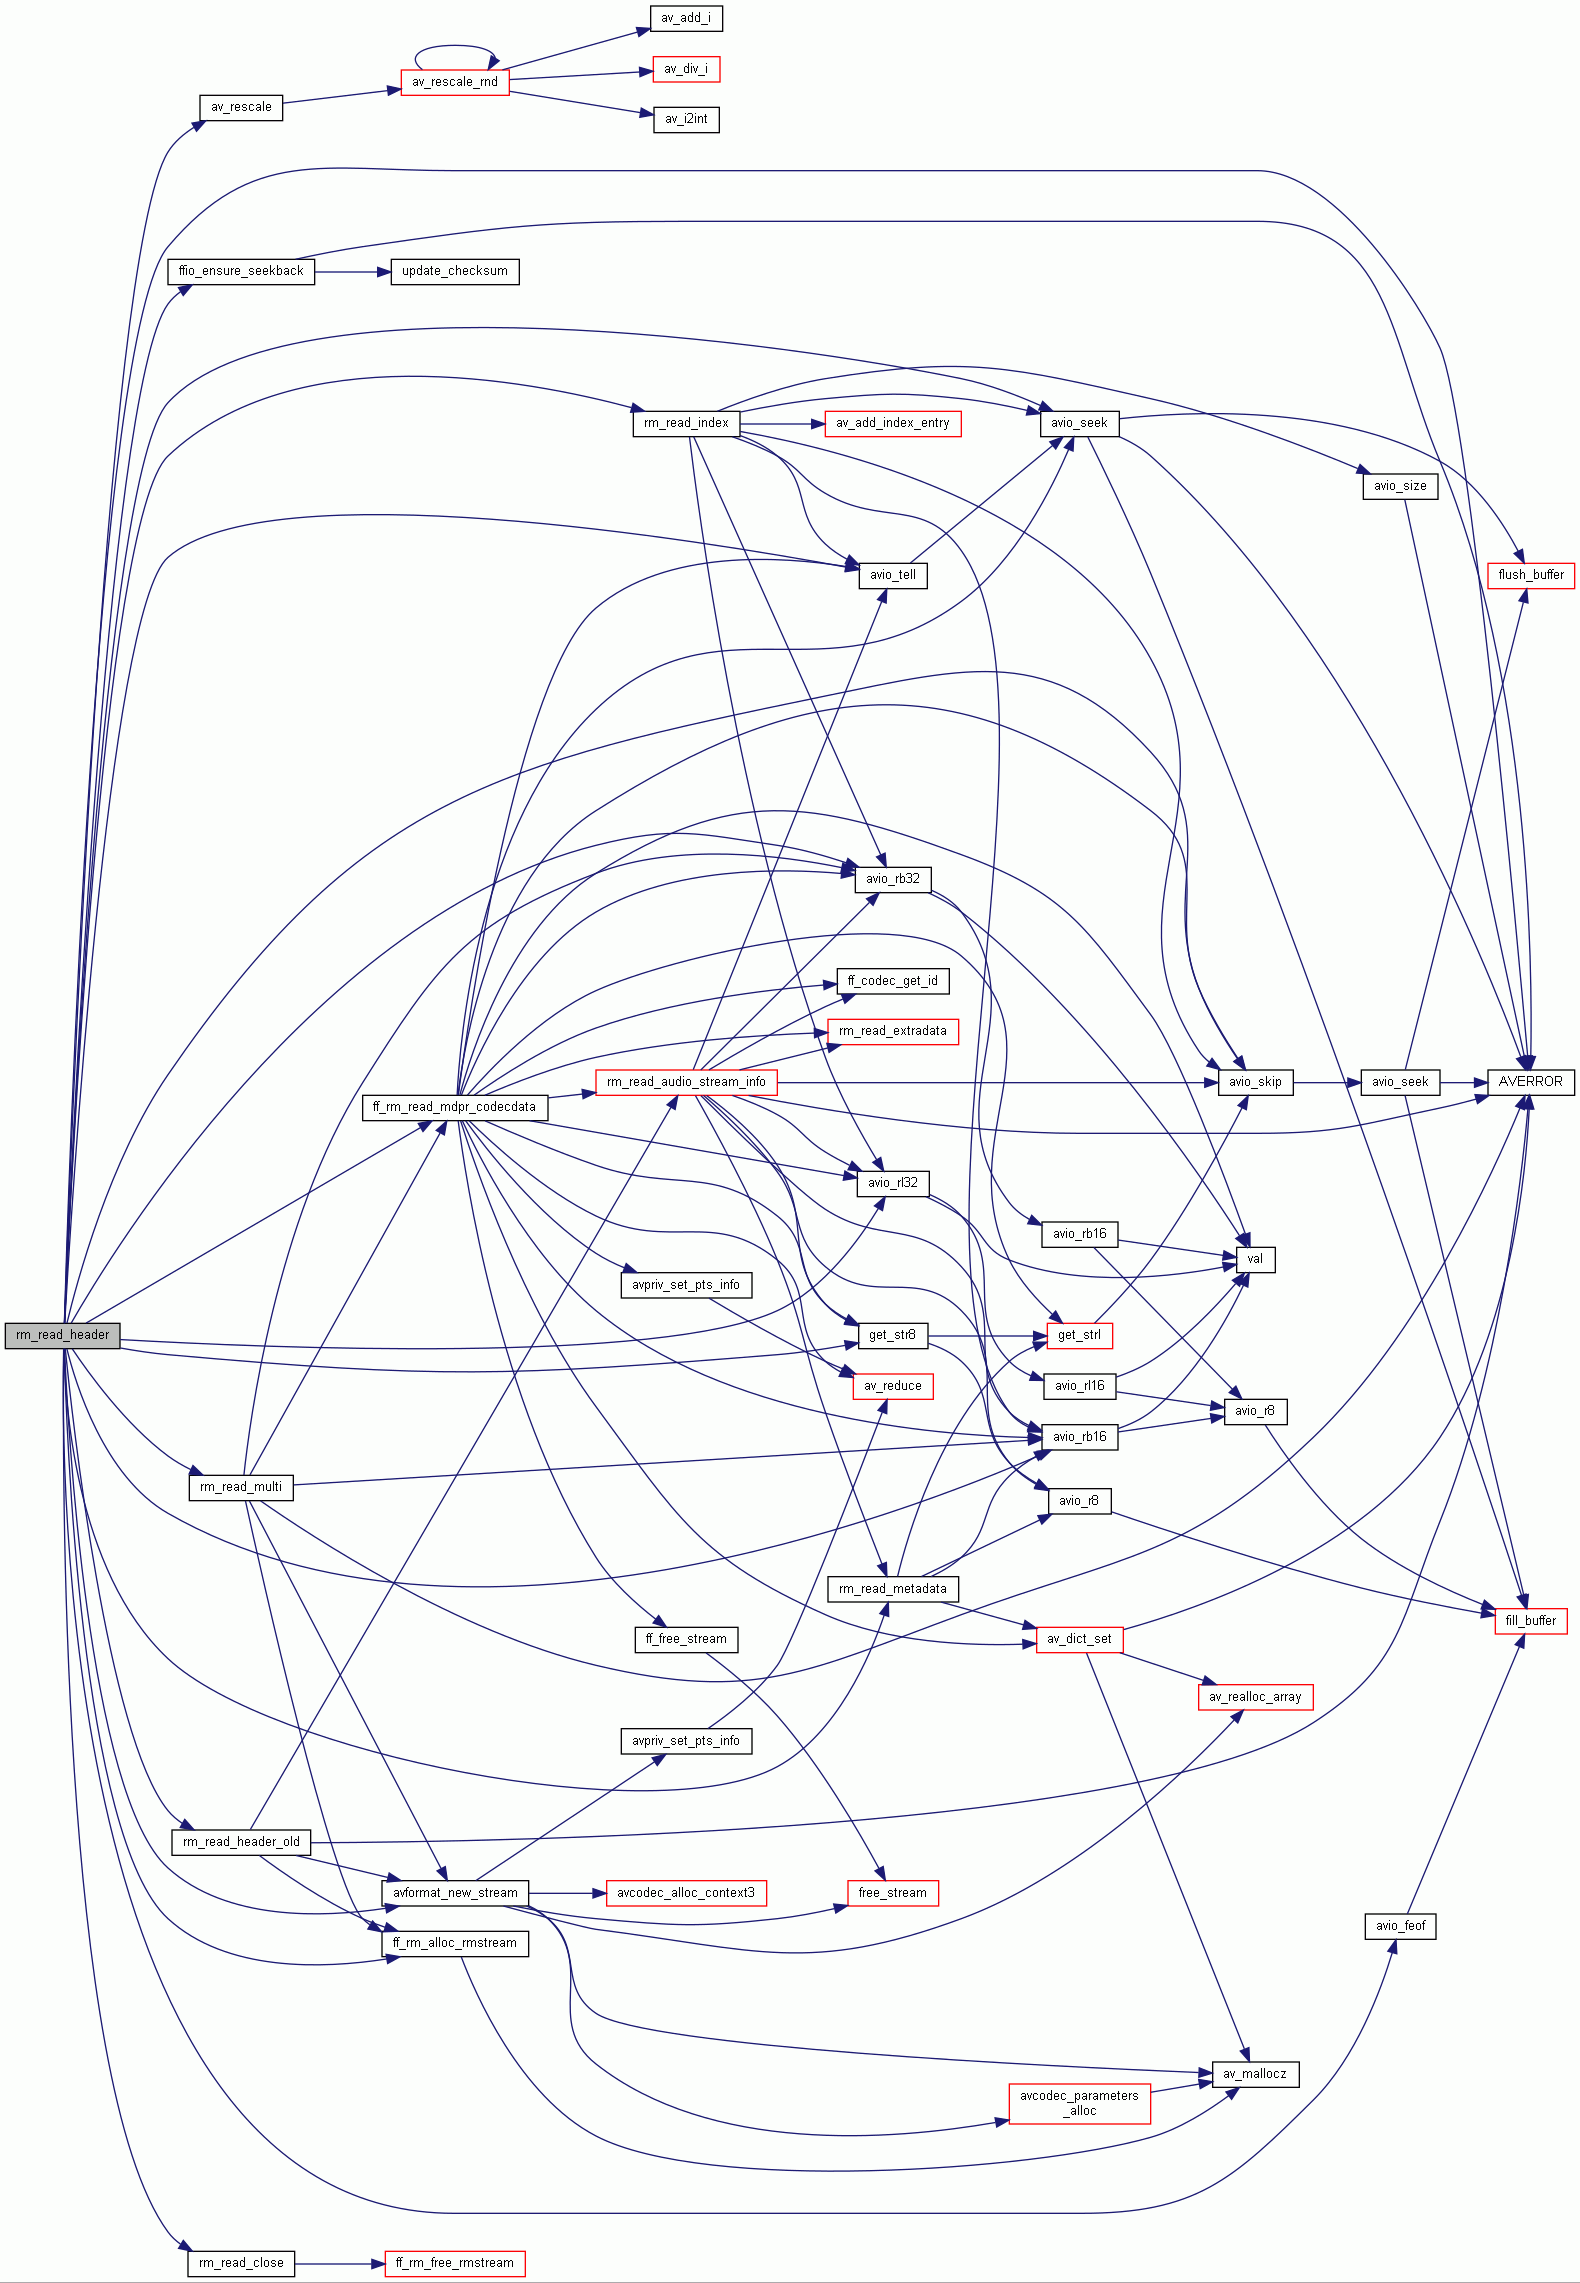 av_add_i
av_div_i
av_rescale_rnd
av_rescale
av_i2int
ffio_ensure_seekback
update_checksum
rm_read_index
av_add_index_entry
avio_seek
avio_size
avio_tell
flush_buffer
avio_rb32
ff_codec_get_id
rm_read_extradata
rm_read_audio_stream_info
avio_skip
avio_seek
AVERROR
ff_rm_read_mdpr_codecdata
avio_rl32
avio_rb16
val
avpriv_set_pts_info
rm_read_header
get_str8
get_strl
av_reduce
avio_rl16
avio_r8
avio_rb16
rm_read_multi
avio_r8
rm_read_metadata
fill_buffer
ff_free_stream
av_dict_set
av_realloc_array
avpriv_set_pts_info
rm_read_header_old
avformat_new_stream
avcodec_alloc_context3
free_stream
avio_feof
ff_rm_alloc_rmstream
av_mallocz
avcodec_parameters
_alloc
rm_read_close
ff_rm_free_rmstream